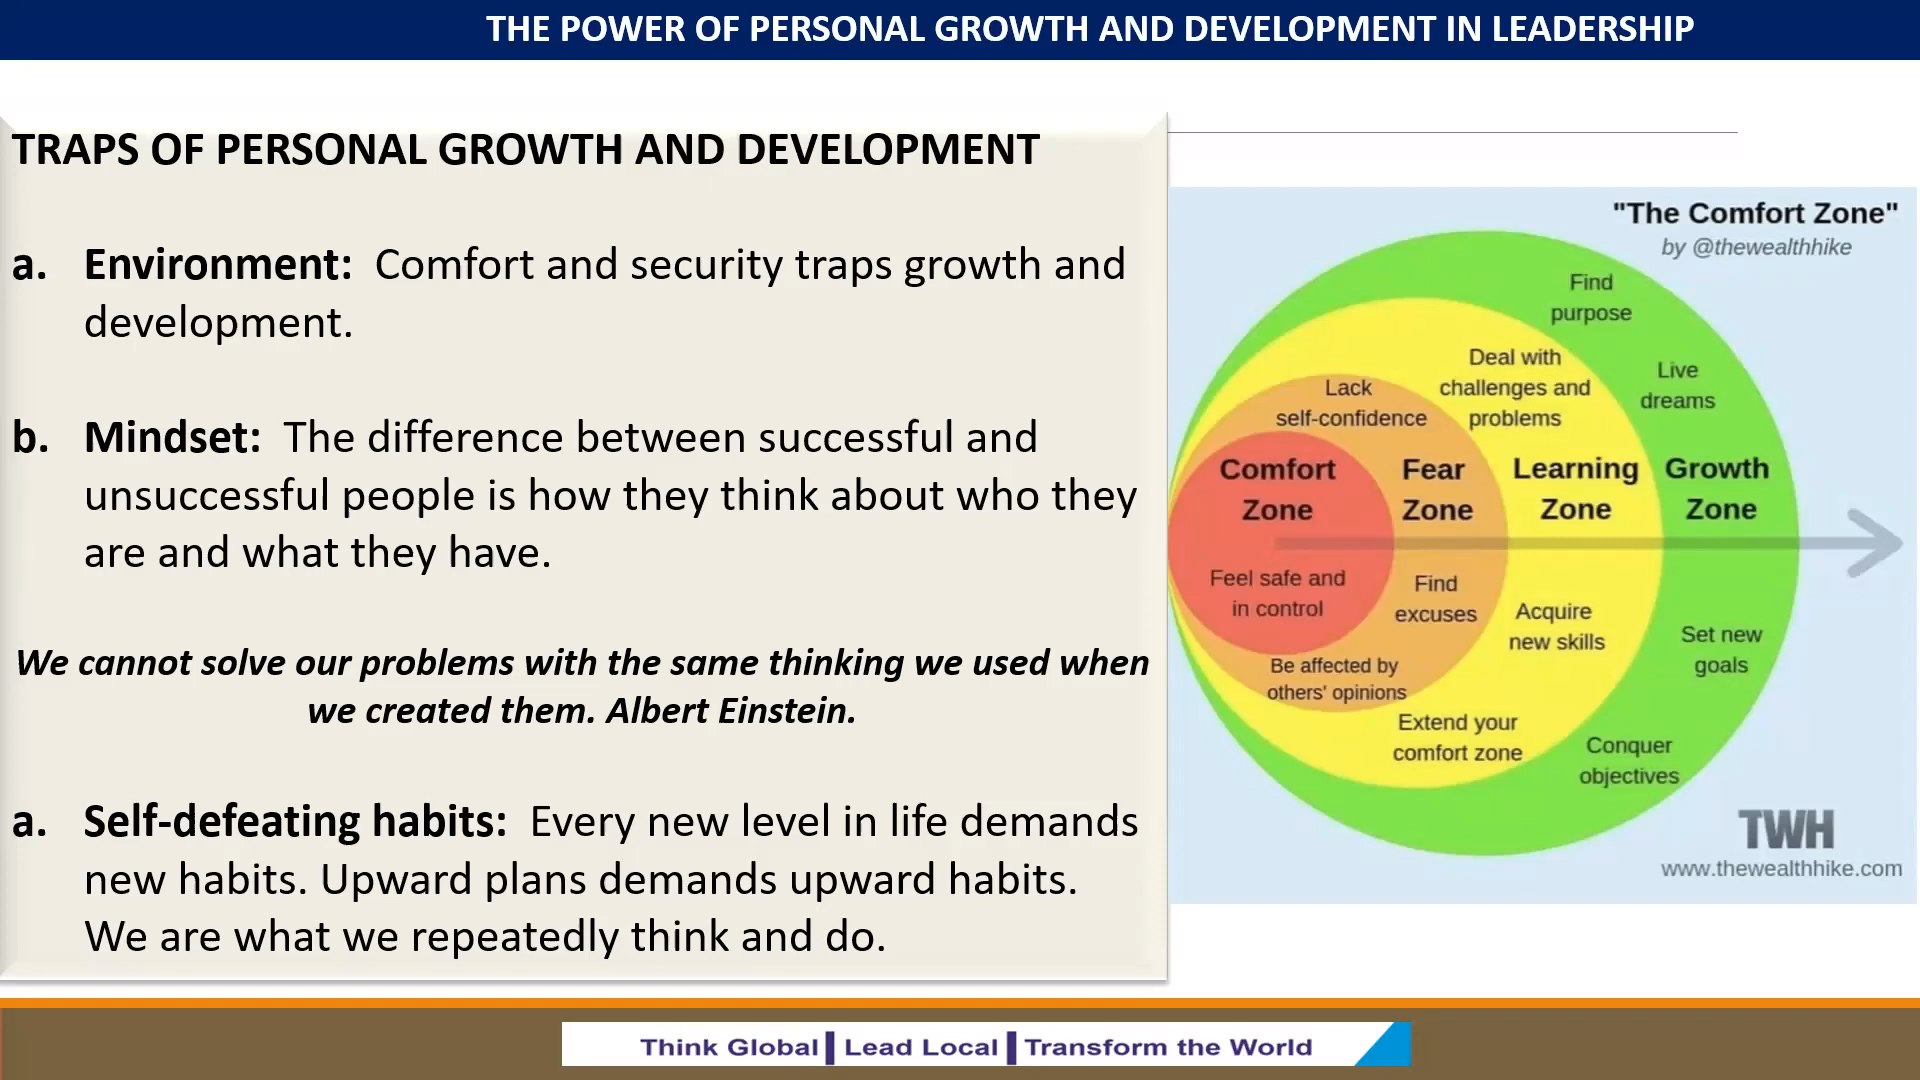 THE POWER OF PERSONAL GROWTH AND DEVELOPMENT IN LEADERSHIP
TRAPS OF PERSONAL GROWTH AND DEVELOPMENT
a. Environment: Comfort and security traps growth and
development.
b. Mindset: The difference between successful and
unsuccessful people is how they think about who they
are and what they have.
We cannot solve our problems with the same thinking we used when
we created them. Albert Einstein.
a. Self-defeating habits: Every new level in life demands
new habits. Upward plans demands upward habits.
We are what we repeatedly think and do.
"The Comfort Zone"
by @thewealthhike
Comfort
Zone
Feel safe and
in control
Lack
self-confidence
Fear
Zone
Find
excuses
Be affected by
others' opinions
Deal with
challenges and
problems
Learning
Zone
Acquire
new skills
Extend your
comfort zone
Find
purpose
Live
dreams
Growth
Zone
Set new
goals
Conquer
objectives
TWH
www.thewealthhike.com
Think Global Lead Local Transform the World